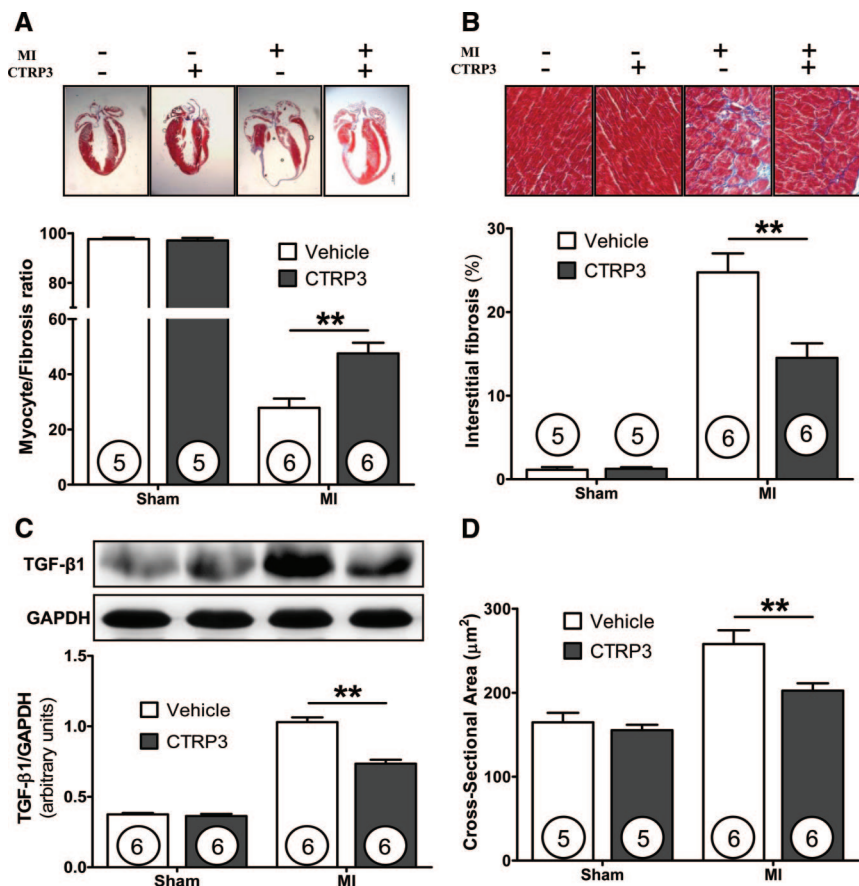 A
MI - - + +
CTRP3 - + - +
100
80
60
40
20
0
Myocyte/Fibrosis ratio
Vehicle
CTRP3
**
5
5
6
6
Sham
MI
B
MI - - + +
CTRP3 - + - +
30
20
10
0
Interstitial fibrosis (%)
Vehicle
CTRP3
**
5
5
6
6
Sham
MI
C
TGF-β1
GAPDH
1.5
1.0
0.5
0.0
TGF-β1/GAPDH
(arbitrary units)
Vehicle
CTRP3
**
6
6
6
6
Sham
MI
D
300
200
100
0
Cross-Sectional Area (μm²)
Vehicle
CTRP3
**
5
5
6
6
Sham
MI